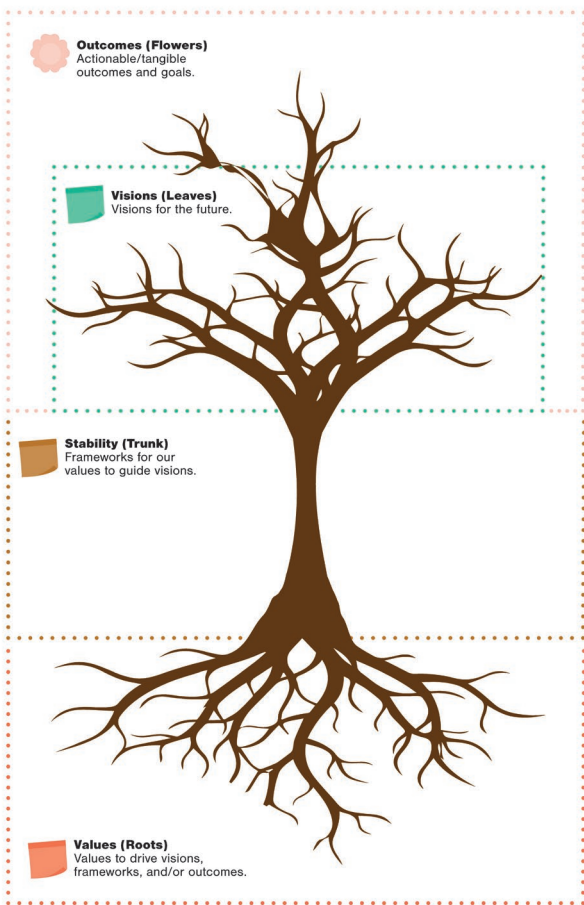 Outcomes (Flowers)
Actionable/tangible
outcomes and goals.
Visions (Leaves)
Visions for the future.
Stability (Trunk)
Frameworks for our
values to guide visions.
Values (Roots)
Values to drive visions,
frameworks, and/or outcomes.